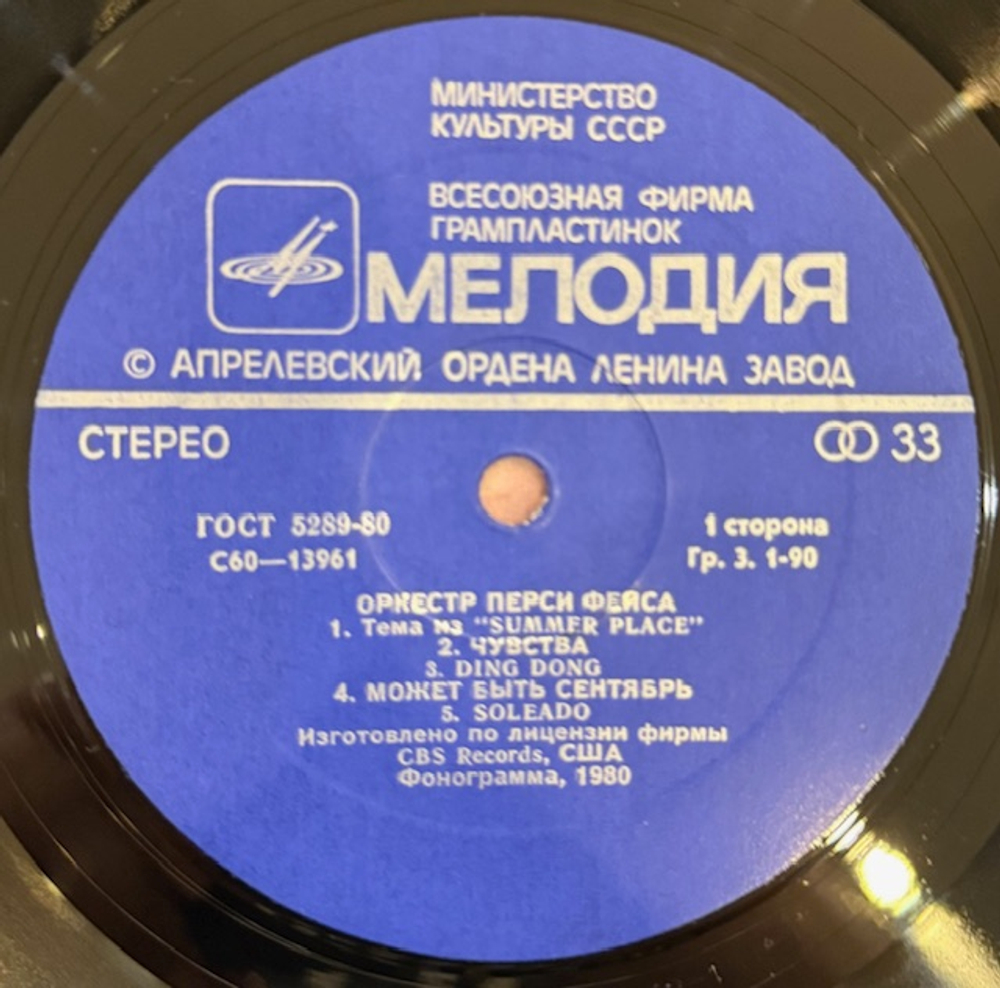 МИНИСТЕРСТВО
КУЛЬТУРЫ СССР
ВСЕСОЮЗНАЯ ФИРМА
ГРАМПЛАСТИНОК
МЕЛОДИЯ
© АПРЕЛЕВСКИЙ ОРДЕНА ЛЕНИНА ЗАВОД
СТЕРЕО
33
ГОСТ 5289-80
1 сторона
С60—13961
Гр. 3. 1-90
ОРКЕСТР ПЕРСИ ФЕЙСА
1. Тема из "SUMMER PLACE"
2. ЧУВСТВА
3. DING DONG
4. МОЖЕТ БЫТЬ СЕНТЯБРЬ
5. SOLEADO
Изготовлено по лицензии фирмы
CBS Records, США
Фонограмма, 1980